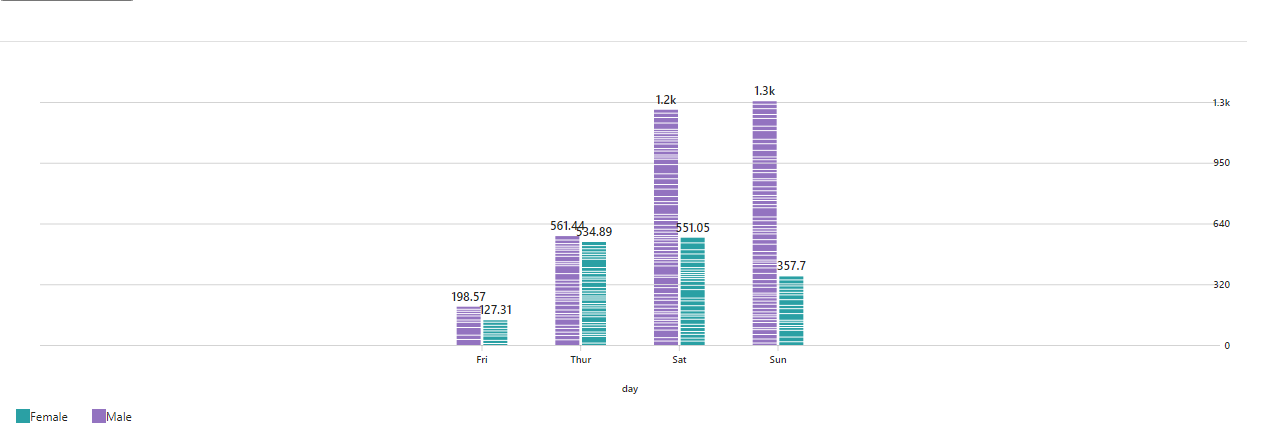 1.3k
1.2k
1.3k
950
561.44
534.89
551.05
640
357.7
198.57
127.31
320
0
Fri
Thur
Sat
Sun
day
Female
Male